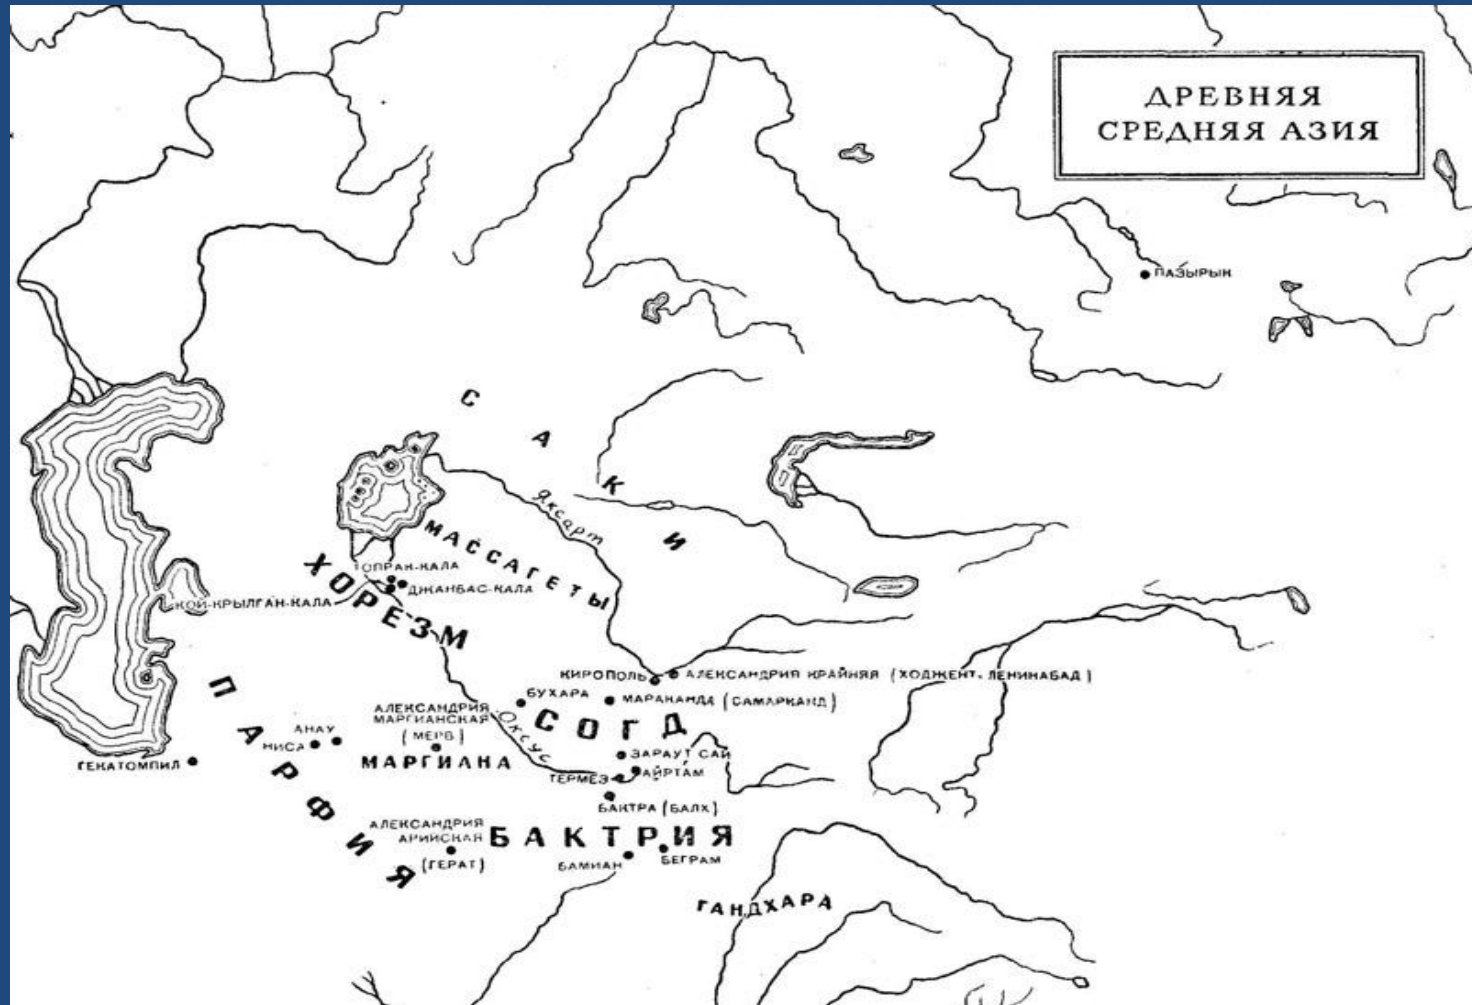 ДРЕВНЯЯ
СРЕДНЯЯ АЗИЯ
ПАЗЫРЫК
САКИ
Яксарт
МАССАГЕТЫ
ТОПРАК-КАЛА
ДЖАНБАС-КАЛА
КОЙ-КРЫЛГАН-КАЛА
ХОРЕЗМ
КИРОПОЛЬ
АЛЕКСАНДРИЯ КРАЙНЯЯ (ХОДЖЕНТ, ЛЕНИНАБАД)
БУХАРА
МАРАКАНДА (САМАРКАНД)
СОГД
Оксус
АЛЕКСАНДРИЯ
МАРГИАНСКАЯ
(МЕРВ)
МАРГИАНА
ПАРФИЯ
АНАУ
НИСА
ГЕКАТОМПИЛ
ЗАРАУТ САЙ
АЙРТАМ
ТЕРМЕЗ
БАКТРА (БАЛХ)
АЛЕКСАНДРИЯ
АРИЙСКАЯ
(ГЕРАТ)
БАКТРИЯ
БАМИАН
БЕГРАМ
ГАНДХАРА